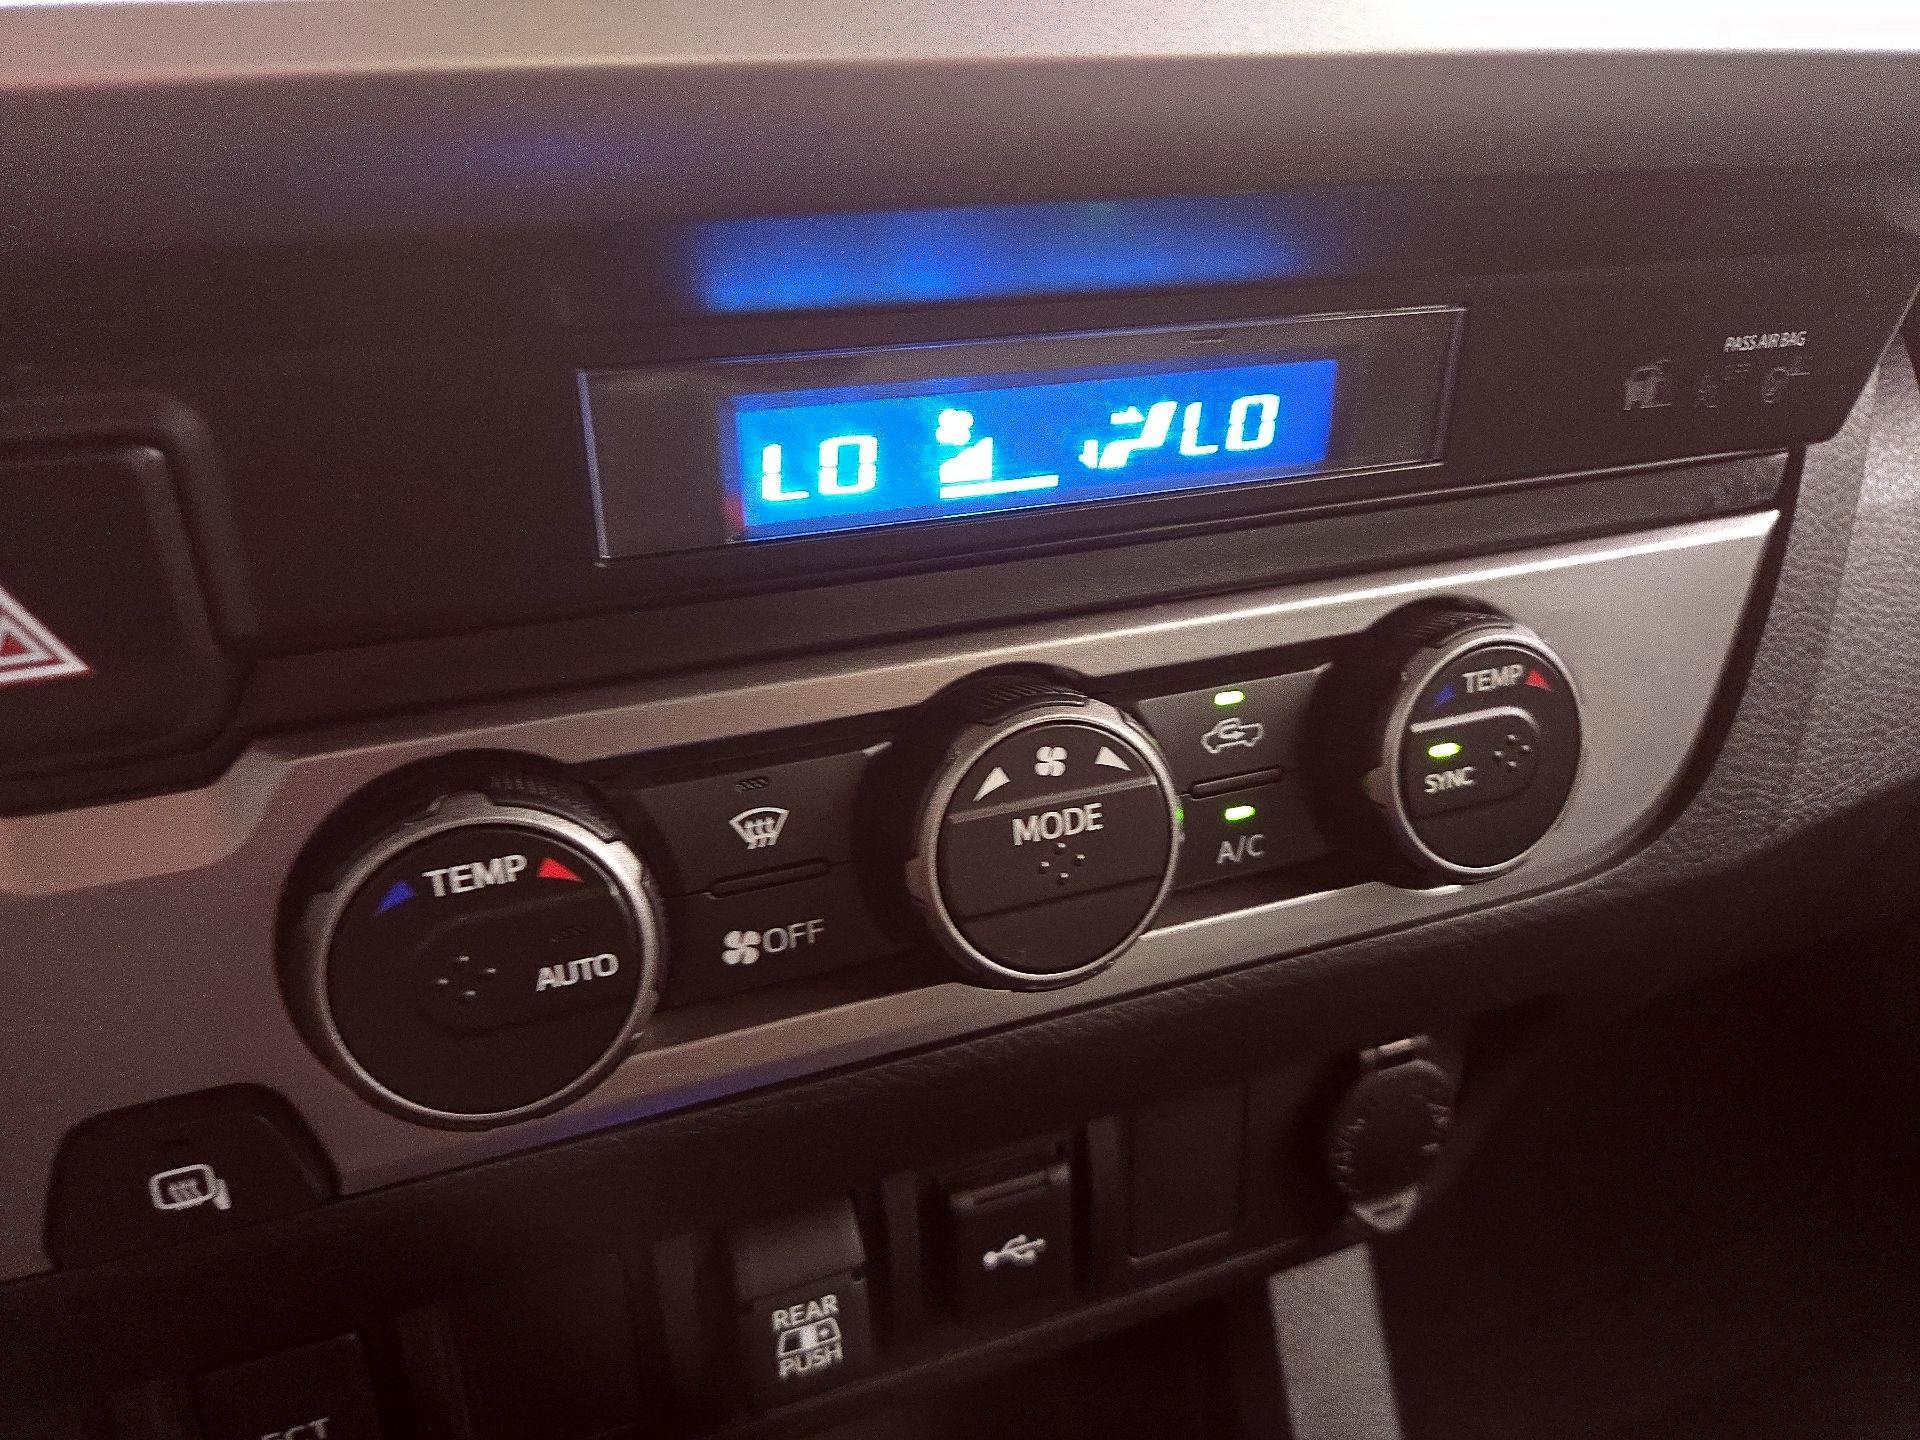 PASS AIR BAG
LO LO
TEMP
AUTO
OFF
MODE
A/C
TEMP
SYNC
REAR
PUSH